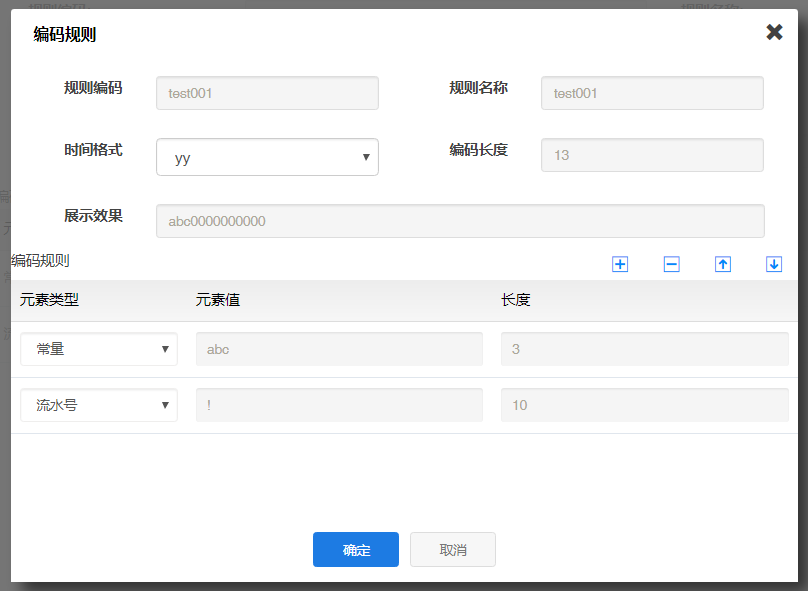 编码规则
规则编码 test001 规则名称 test001
时间格式 yy 编码长度 13
展示效果 abc0000000000
编码规则
元素类型 元素值 长度
常量 abc 3
流水号 ! 10
确定 取消